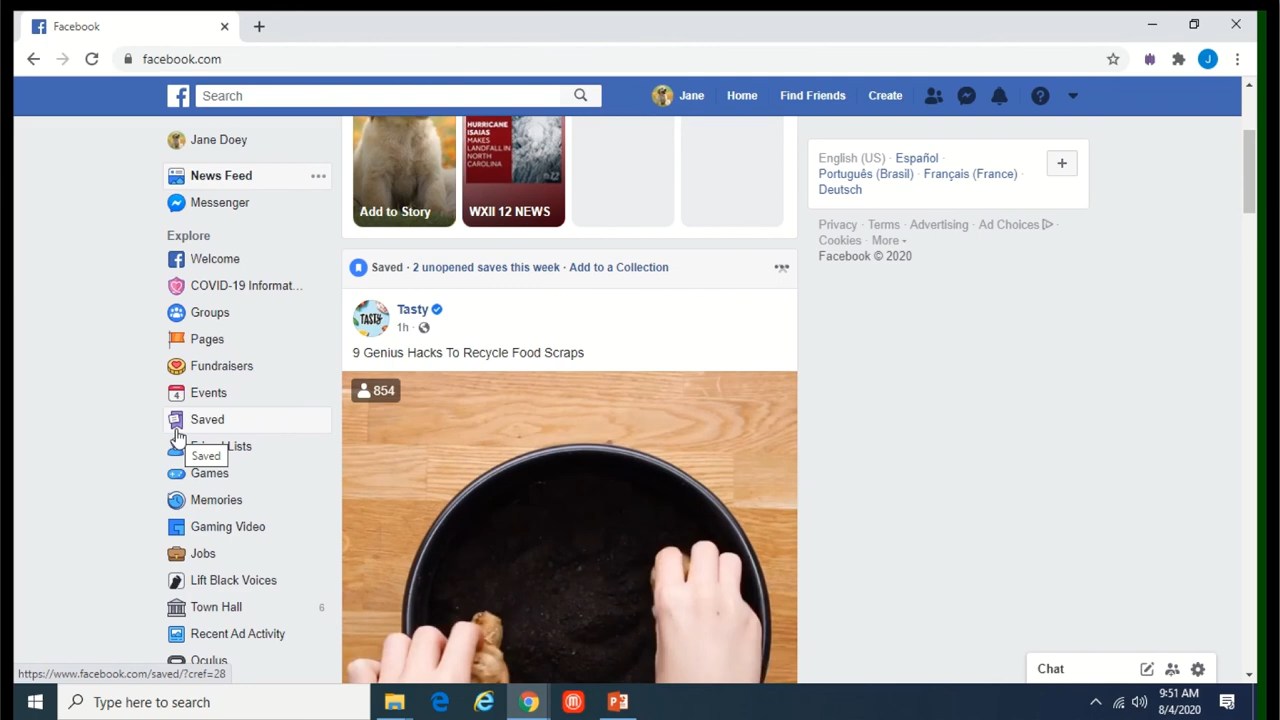 Facebook
facebook.com
Search
Jane Home Find Friends Create
Jane Doey
News Feed
Messenger
Explore
Welcome
COVID-19 Informat...
Groups
Pages
Fundraisers
Events
4
Saved
Saved
Games
Memories
Gaming Video
Jobs
Lift Black Voices
Town Hall 6
Recent Ad Activity
Oculus
https://www.facebook.com/saved/?cref=28
HURRICANE
ISAIAS
MAKES
LANDFALL IN
NORTH
CAROLINA
Add to Story
WXII 12 NEWS
Saved · 2 unopened saves this week · Add to a Collection
TASTY
Tasty
1h ·
9 Genius Hacks To Recycle Food Scraps
854
English (US) · Español ·
Português (Brasil) · Français (France) ·
Deutsch
Privacy · Terms · Advertising · Ad Choices ·
Cookies · More
Facebook © 2020
Chat
Type here to search
9:51 AM
8/4/2020
J